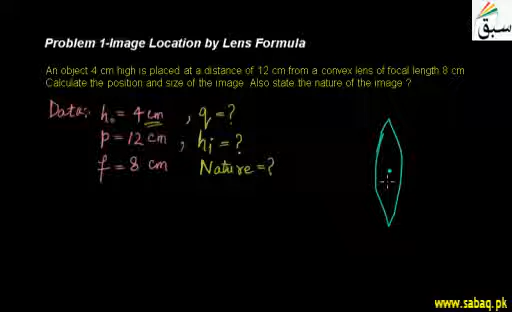 سبق
Problem 1-Image Location by Lens Formula
An object 4 cm high is placed at a distance of 12 cm from a convex lens of focal length 8 cm
Calculate the position and size of the image. Also state the nature of the image ?
Data:- h₀ = 4 cm , q = ?
p = 12 cm , hi = ?
f = 8 cm Nature = ?
www.sabaq.pk